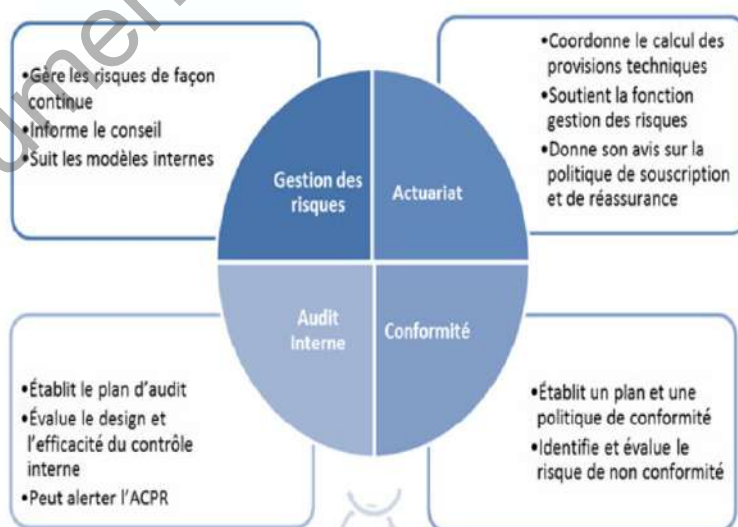 •Gère les risques de façon
continue
•Informe le conseil
•Suit les modèles internes
•Coordonne le calcul des
provisions techniques
•Soutient la fonction
gestion des risques
•Donne son avis sur la
politique de souscription
et de réassurance
Gestion des
risques
Actuariat
Audit
Interne
Conformité
•Établit le plan d'audit
•Évalue le design et
l'efficacité du contrôle
interne
•Peut alerter l'ACPR
•Établit un plan et une
politique de conformité
•Identifie et évalue le
risque de non conformité